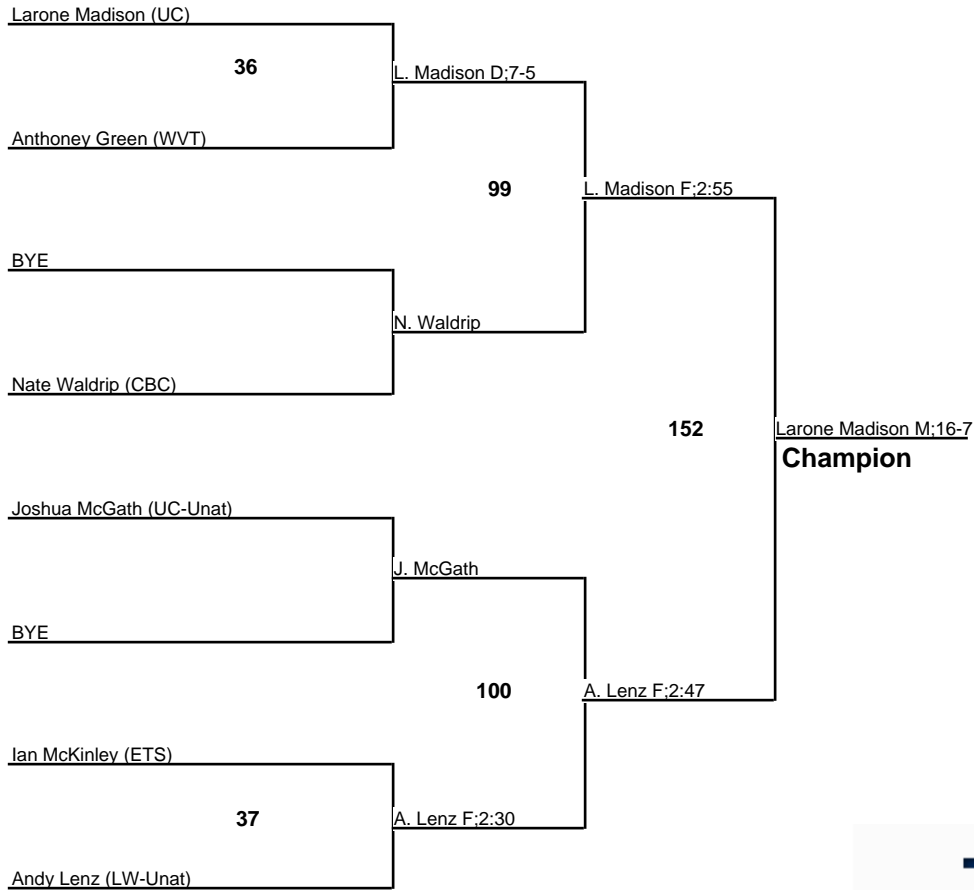 Larone Madison (UC)
36
L. Madison D;7-5
Anthoney Green (WVT)
99
L. Madison F;2:55
BYE
N. Waldrip
Nate Waldrip (CBC)
152
Larone Madison M;16-7
Champion
Joshua McGath (UC-Unat)
J. McGath
BYE
100
A. Lenz F;2:47
Ian McKinley (ETS)
37
A. Lenz F;2:30
Andy Lenz (LW-Unat)